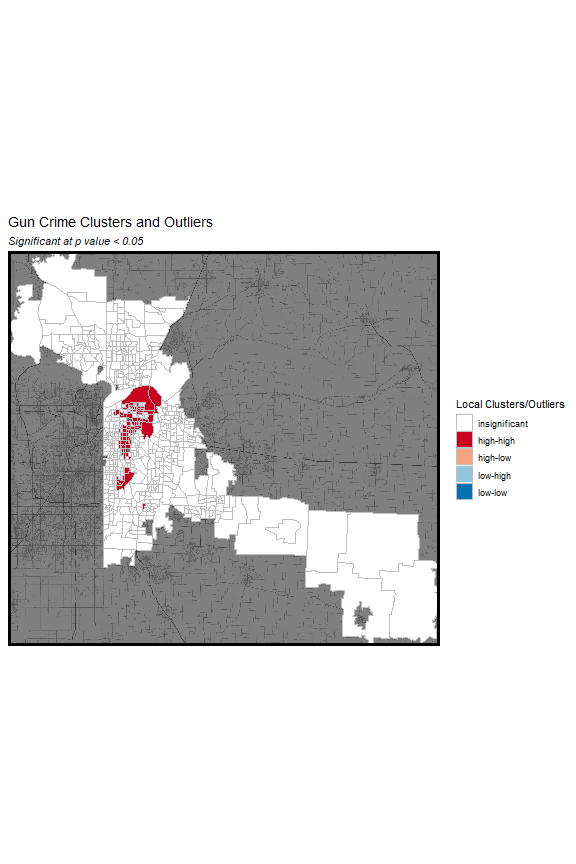 Gun Crime Clusters and Outliers
Significant at p value < 0.05
Local Clusters/Outliers
insignificant
high-high
high-low
low-high
low-low